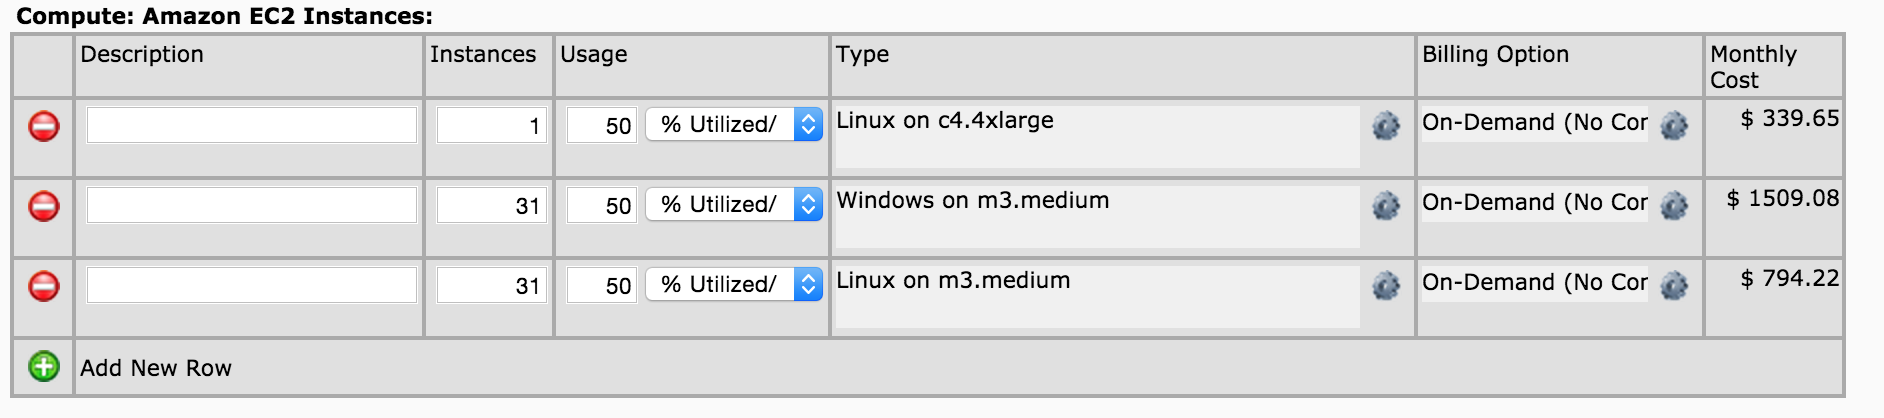 Compute: Amazon EC2 Instances:
Description Instances Usage Type Billing Option Monthly Cost
1 50 % Utilized/ Linux on c4.4xlarge On-Demand (No Cor $ 339.65
31 50 % Utilized/ Windows on m3.medium On-Demand (No Cor $ 1509.08
31 50 % Utilized/ Linux on m3.medium On-Demand (No Cor $ 794.22
Add New Row